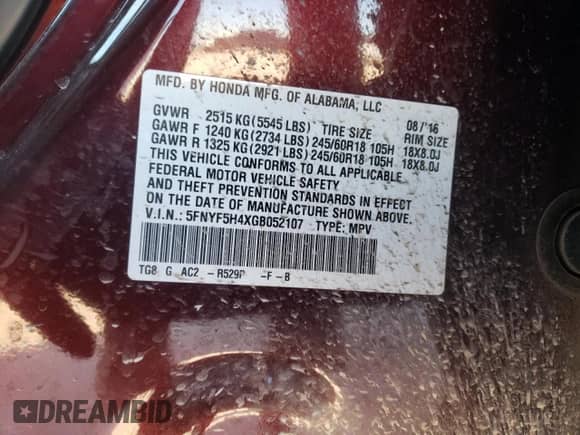 MFD. BY HONDA MFG. OF ALABAMA, LLC
08/'16
GVWR 2515 KG(5545 LBS) TIRE SIZE RIM SIZE
GAWR F 1240 KG(2734 LBS) 245/60R18 105H 18X8.0J
GAWR R 1325 KG(2921 LBS) 245/60R18 105H 18X8.0J
THIS VEHICLE CONFORMS TO ALL APPLICABLE
FEDERAL MOTOR VEHICLE SAFETY
AND THEFT PREVENTION STANDARDS IN EFFECT
ON THE DATE OF MANUFACTURE SHOWN ABOVE.
V.I.N.: 5FNYF5H4XGB052107 TYPE: MPV
TG8 G AC2 -R529P -F-B
DREAMBID